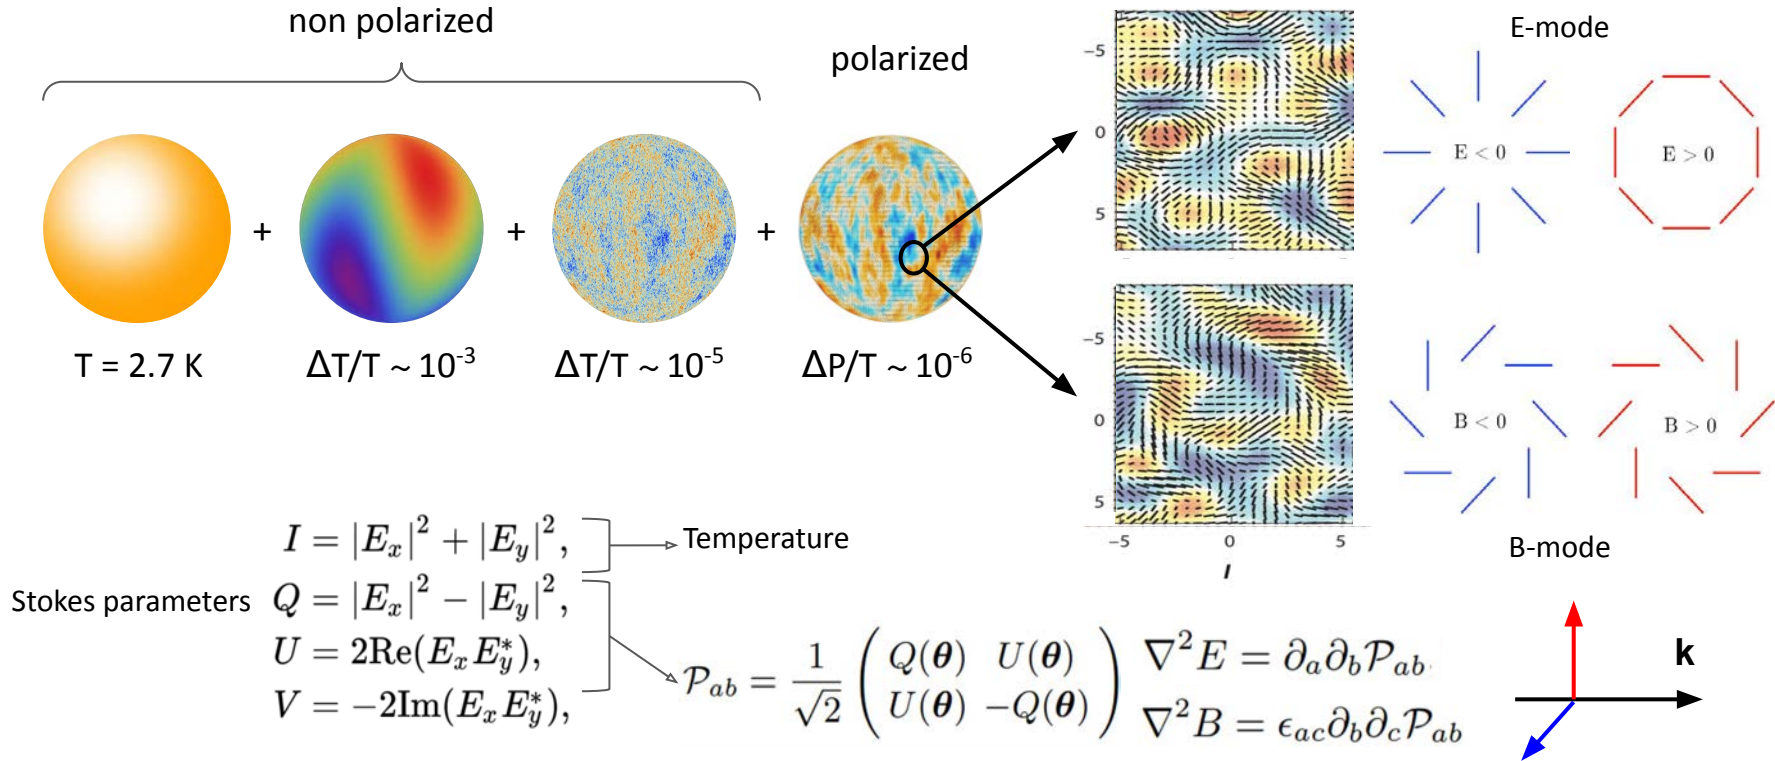 non polarized
polarized
E-mode
+ + +
T = 2.7 K
ΔT/T ~ 10⁻³
ΔT/T ~ 10⁻⁵
ΔP/T ~ 10⁻⁶
−5
0
5
E < 0
E > 0
−5
0
5
−5 0 5
I
B < 0
B > 0
B-mode
Stokes parameters
I = |E_x|² + |E_y|²,
Temperature
Q = |E_x|² − |E_y|²,
U = 2Re(E_x E_y^*),
V = −2Im(E_x E_y^*),
𝒫_ab = 1/√2 ( Q(θ) U(θ) U(θ) −Q(θ) )
∇²E = ∂_a ∂_b 𝒫_ab
∇²B = ϵ_ac ∂_b ∂_c 𝒫_ab
k